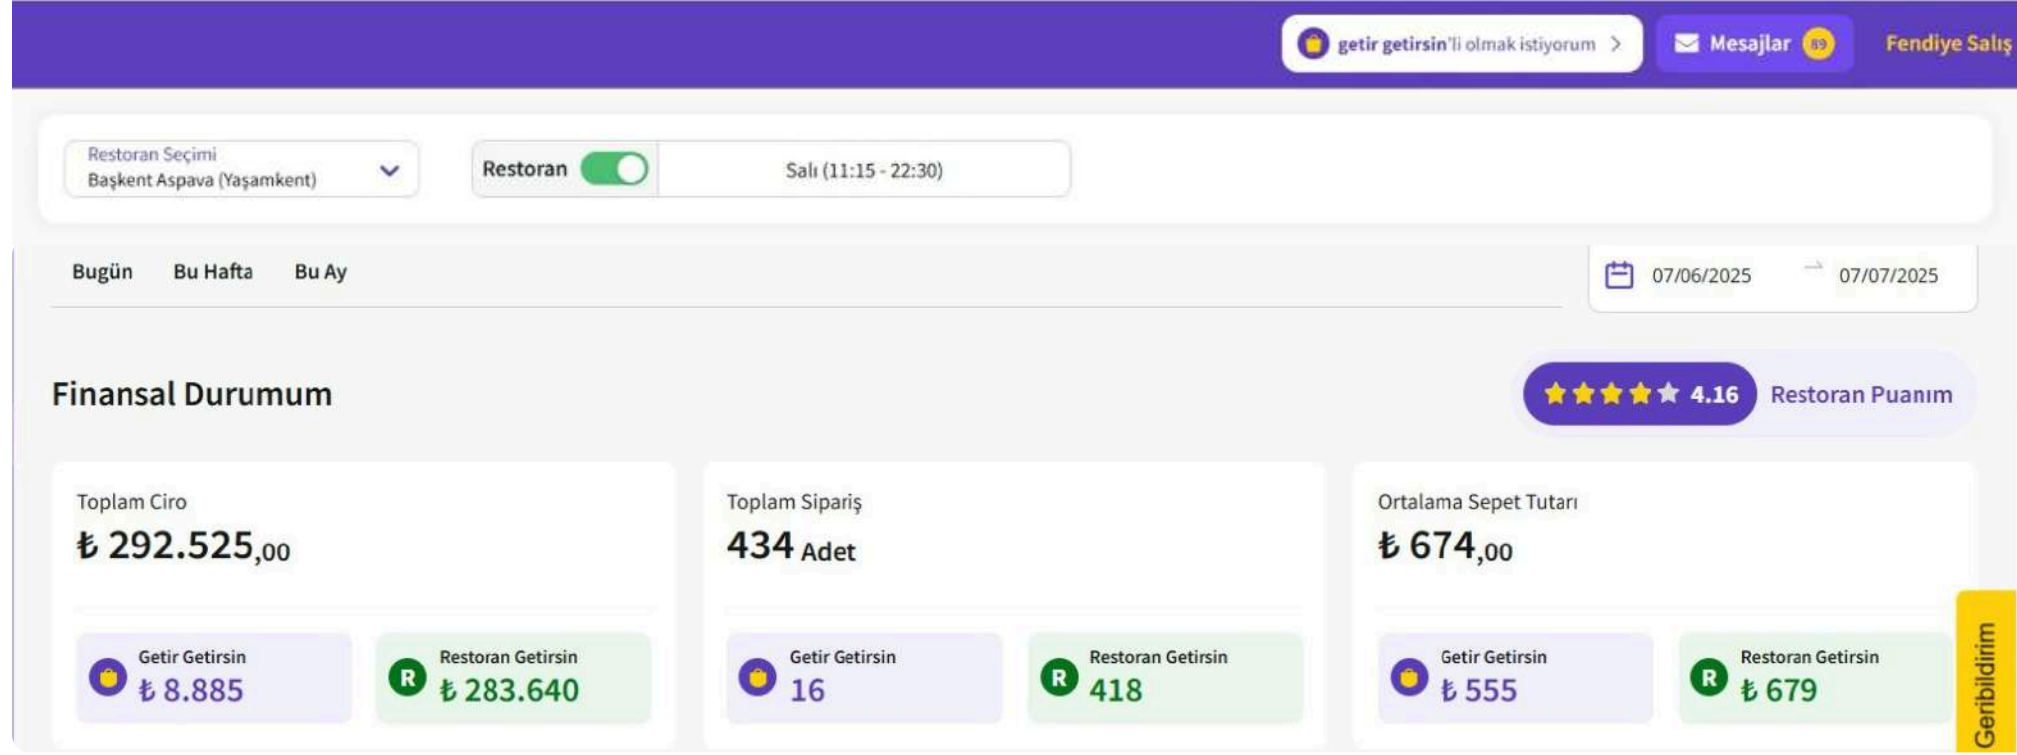 getir getirsin'li olmak istiyorum >
Mesajlar 89
Fendiye Salış
Restoran Seçimi
Başkent Aspava (Yaşamkent)
Restoran
Salı (11:15 - 22:30)
Bugün Bu Hafta Bu Ay
07/06/2025 → 07/07/2025
Finansal Durumum
4.16 Restoran Puanım
Toplam Ciro
₺ 292.525,00
Getir Getirsin
₺ 8.885
R Restoran Getirsin
₺ 283.640
Toplam Sipariş
434 Adet
Getir Getirsin
16
R Restoran Getirsin
418
Ortalama Sepet Tutarı
₺ 674,00
Getir Getirsin
₺ 555
R Restoran Getirsin
₺ 679
Geribildirim